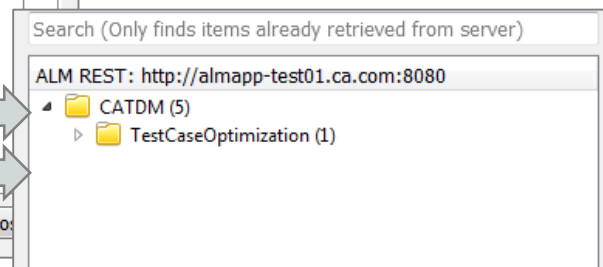 Search (Only finds items already retrieved from server)
ALM REST: http://almapp-test01.ca.com:8080
CATDM (5)
TestCaseOptimization (1)